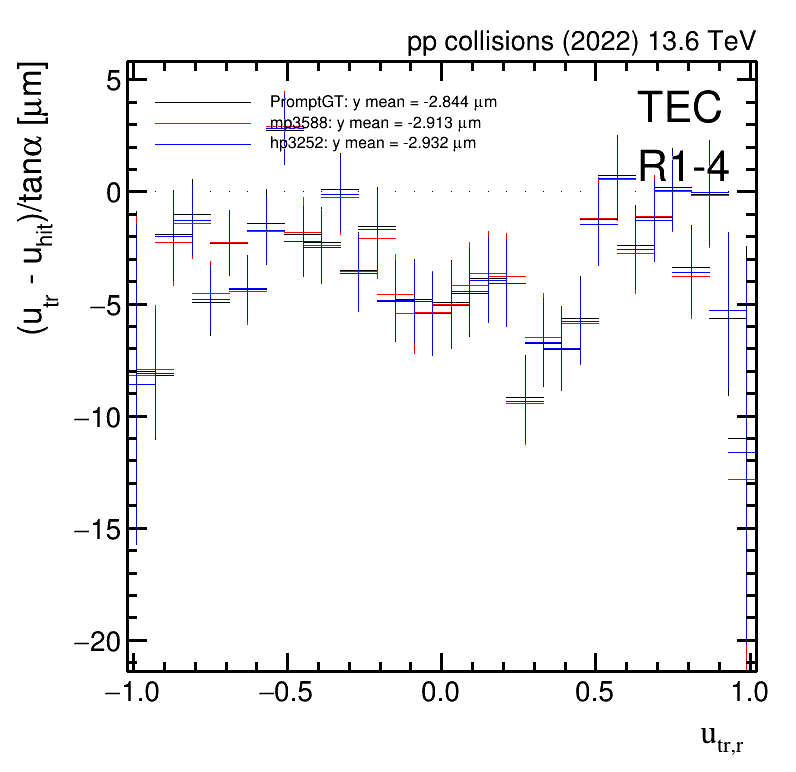 pp collisions (2022) 13.6 TeV
(u_tr - u_hit)/tanα [μm]
PromptGT: y mean = -2.844 μm
mp3588: y mean = -2.913 μm
hp3252: y mean = -2.932 μm
TEC
R1-4
5
0
−5
−10
−15
−20
−1.0 −0.5 0.0 0.5 1.0
u_tr,r